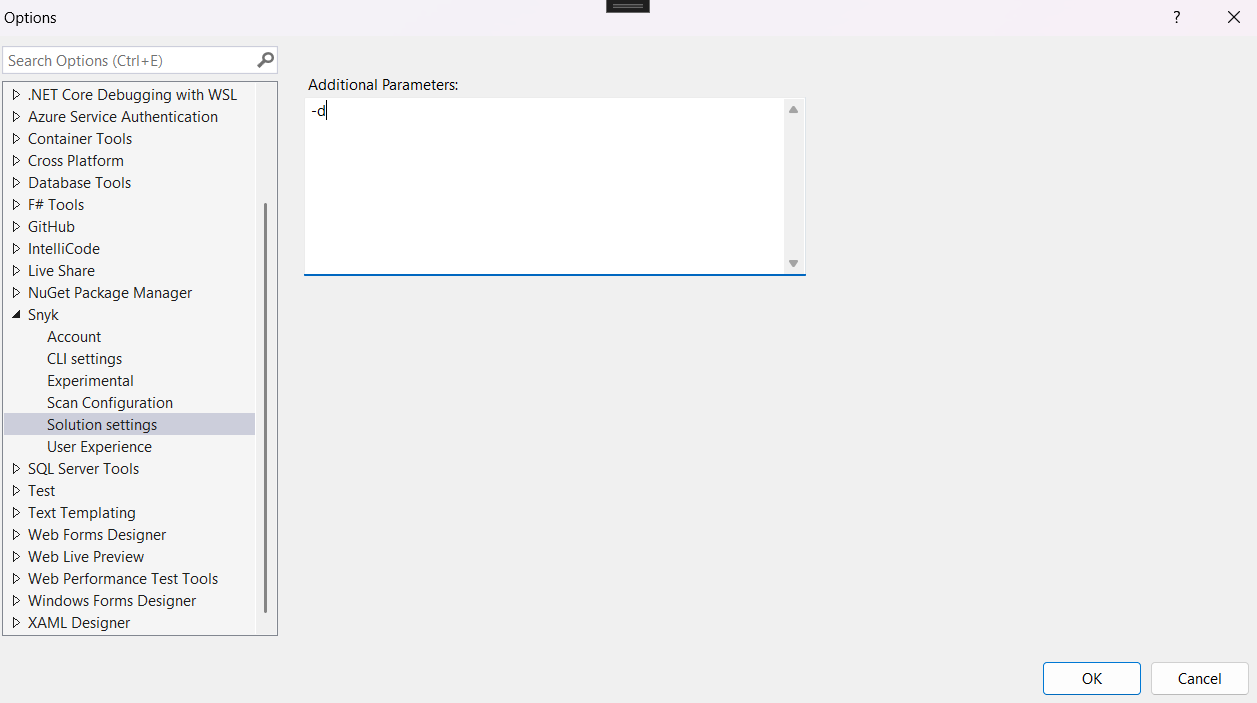 Options
?
Search Options (Ctrl+E)
.NET Core Debugging with WSL
Azure Service Authentication
Container Tools
Cross Platform
Database Tools
F# Tools
GitHub
IntelliCode
Live Share
NuGet Package Manager
Snyk
Account
CLI settings
Experimental
Scan Configuration
Solution settings
User Experience
SQL Server Tools
Test
Text Templating
Web Forms Designer
Web Live Preview
Web Performance Test Tools
Windows Forms Designer
XAML Designer
Additional Parameters:
-d
OK
Cancel